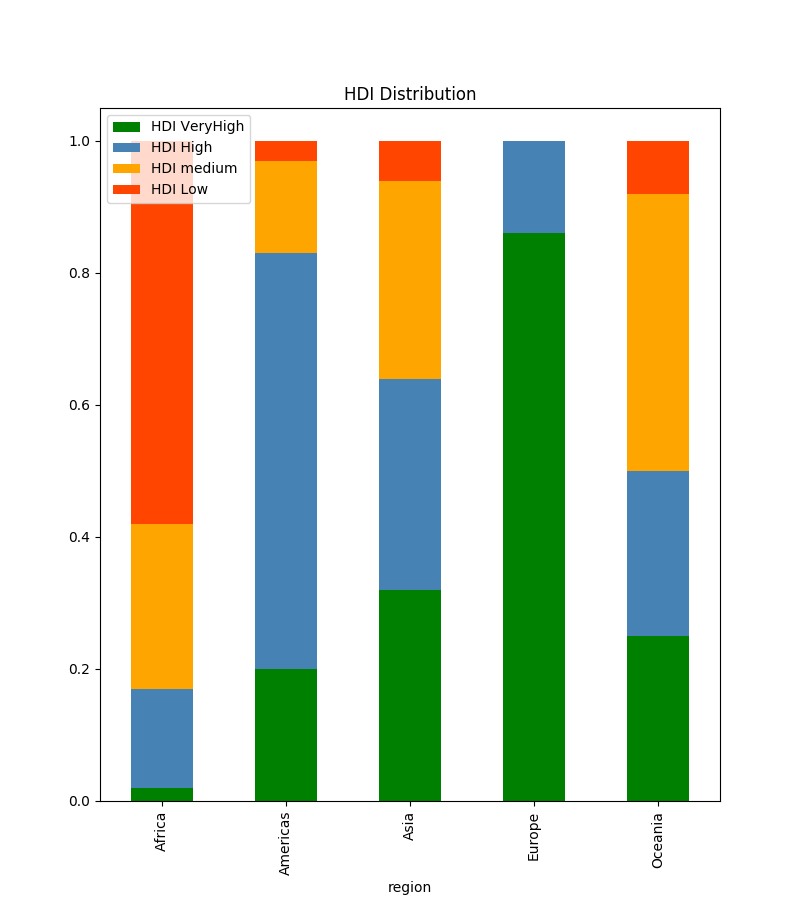 HDI Distribution
HDI VeryHigh
HDI High
HDI medium
HDI Low
1.0
0.8
0.6
0.4
0.2
0.0
Africa
Americas
Asia
Europe
Oceania
region